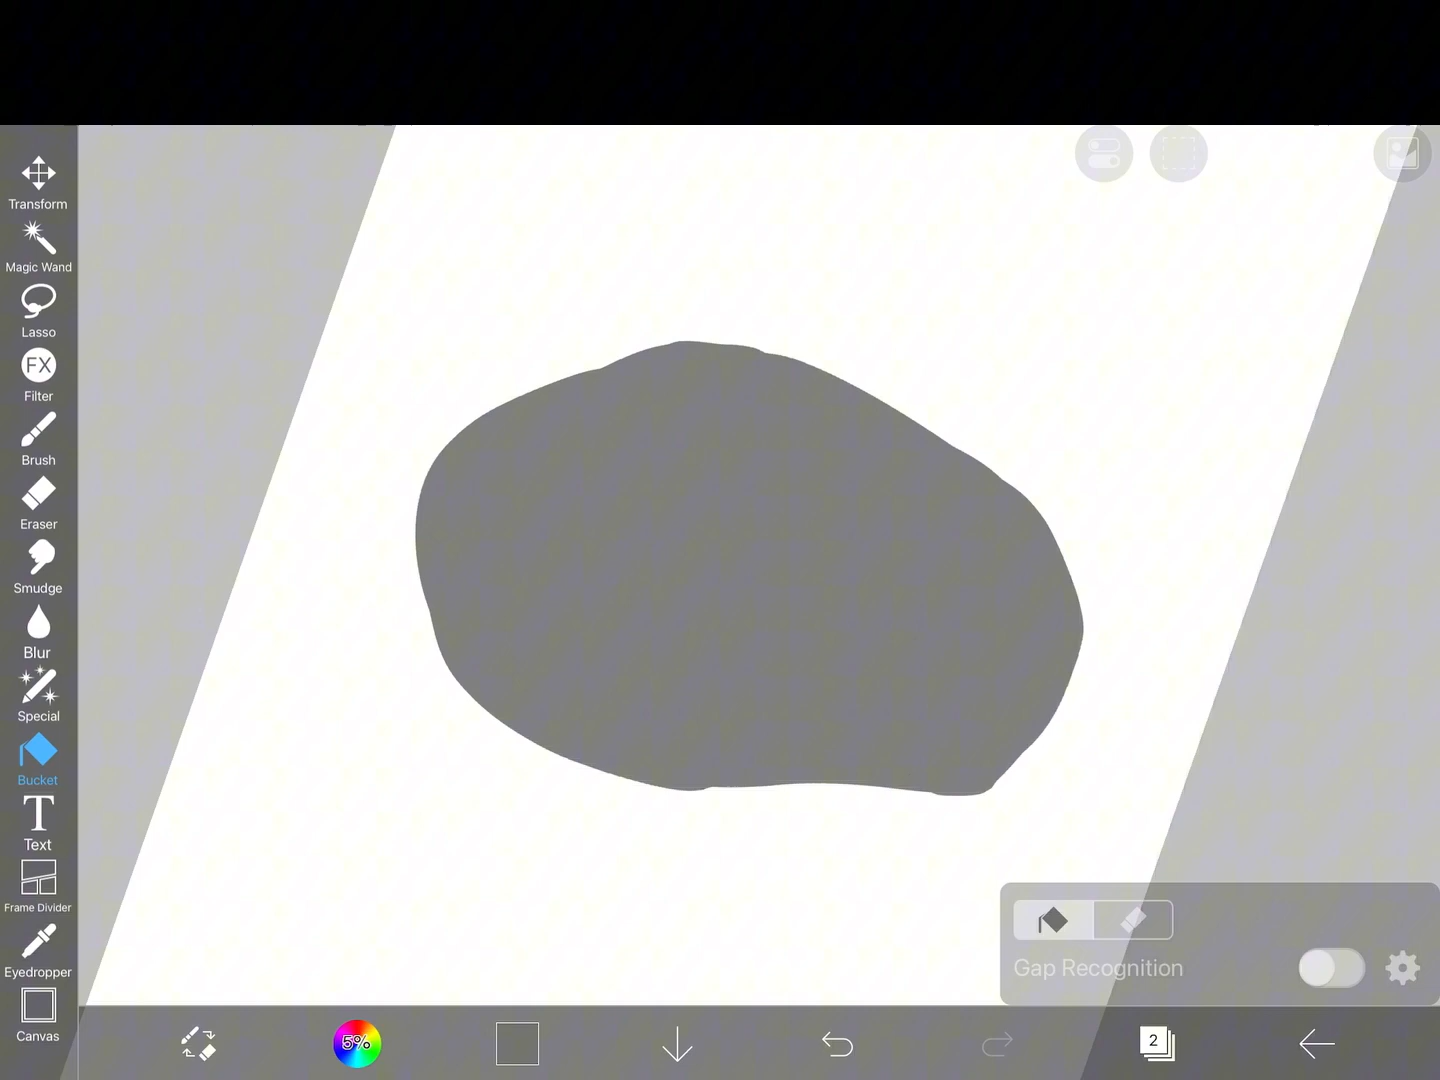 Transform
Magic Wand
Lasso
FX
Filter
Brush
Eraser
Smudge
Blur
Special
Bucket
T
Text
Frame Divider
Eyedropper
Canvas
Gap Recognition
5%
2